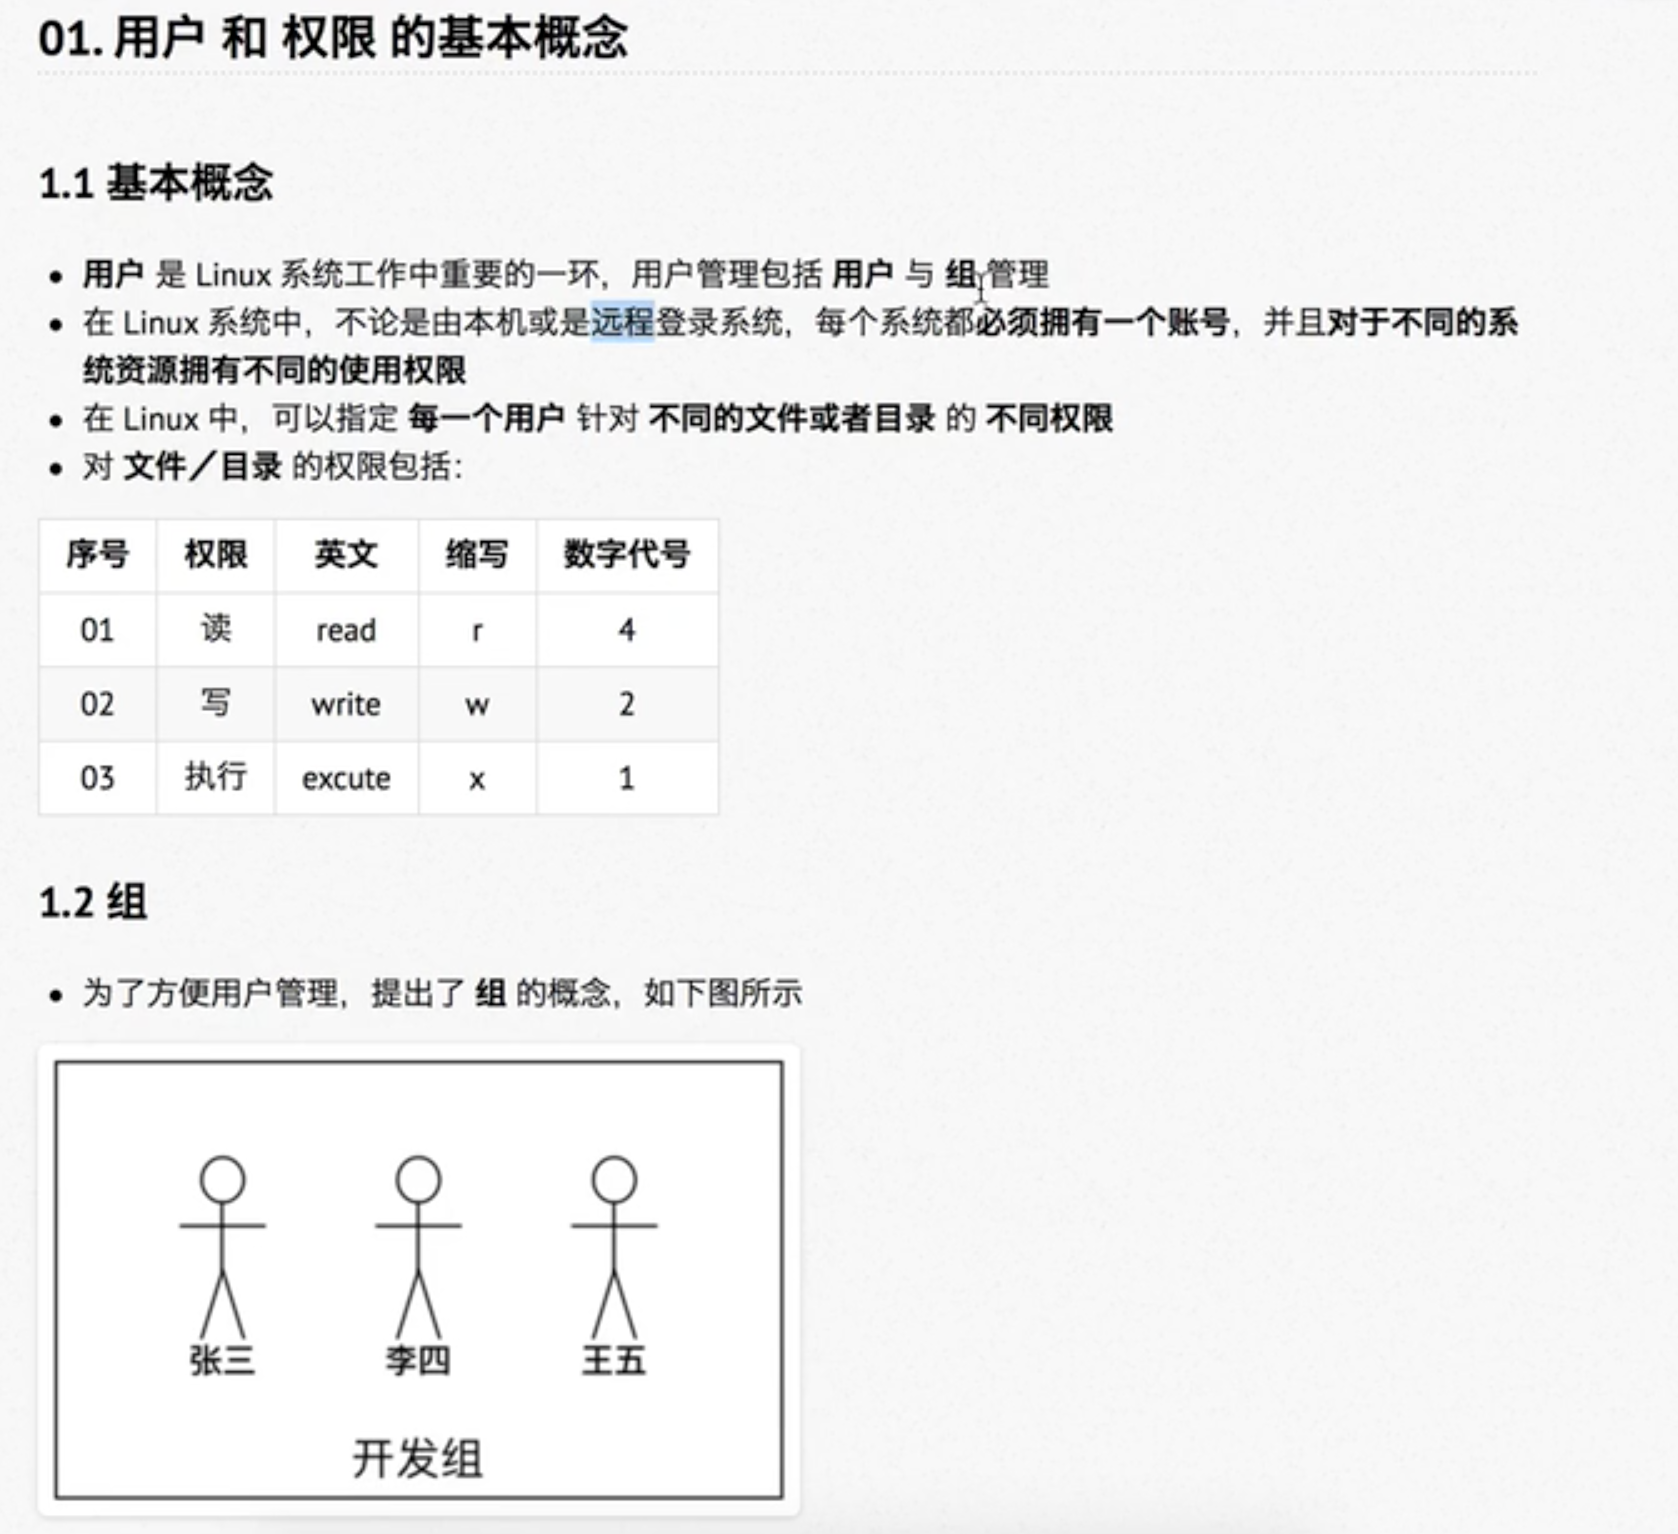 01. 用户 和 权限 的基本概念
1.1 基本概念
• 用户 是 Linux 系统工作中重要的一环，用户管理包括 用户 与 组 管理
• 在 Linux 系统中，不论是由本机或是远程登录系统，每个系统都必须拥有一个账号，并且对于不同的系
统资源拥有不同的使用权限
• 在 Linux 中，可以指定 每一个用户 针对 不同的文件或者目录 的 不同权限
• 对 文件／目录 的权限包括：
序号 权限 英文 缩写 数字代号
01 读 read r 4
02 写 write w 2
03 执行 excute x 1
1.2 组
• 为了方便用户管理，提出了 组 的概念，如下图所示
张三 李四 王五
开发组